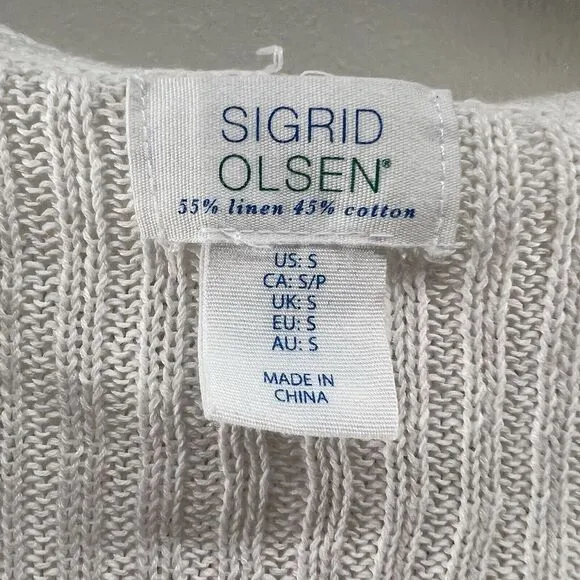 SIGRID
OLSEN®
55% linen 45% cotton
US: S
CA: S/P
UK: S
EU: S
AU: S
MADE IN
CHINA